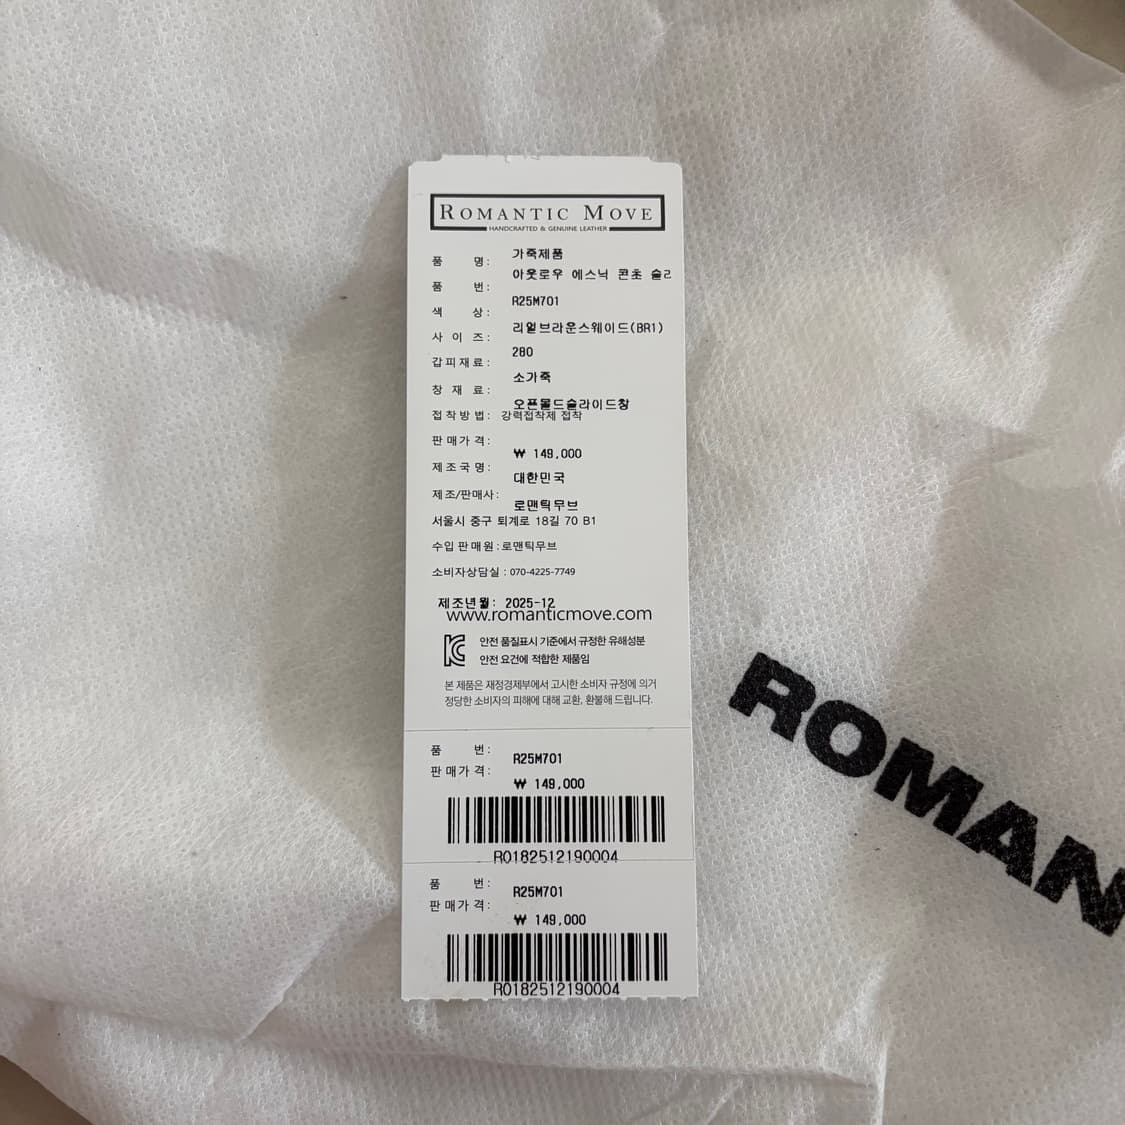 ROMANTIC MOVE
HANDCRAFTED & GENUINE LEATHER
품 명: 가죽제품
아웃로우 에스닉 콘초 슬리
품 번: R25M701
색 상: 리얼브라운스웨이드(BR1)
사 이 즈: 280
갑피재료: 소가죽
창 재 료: 오픈몰드슬라이드창
접착방법: 강력접착제 접착
판매가격: ₩ 149,000
제조국명: 대한민국
제조/판매사: 로맨틱무브
서울시 중구 퇴계로 18길 70 B1
수입판매원:로맨틱무브
소비자상담실 : 070-4225-7749
제조년월: 2025-12
www.romanticmove.com
안전 품질표시 기준에서 규정한 유해성분
안전 요건에 적합한 제품임
본 제품은 재정경제부에서 고시한 소비자 규정에 의거
정당한 소비자의 피해에 대해 교환, 환불해 드립니다.
품 번: R25M701
판매가격: ₩ 149,000
R0182512190004
품 번: R25M701
판매가격: ₩ 149,000
R0182512190004
ROMAN